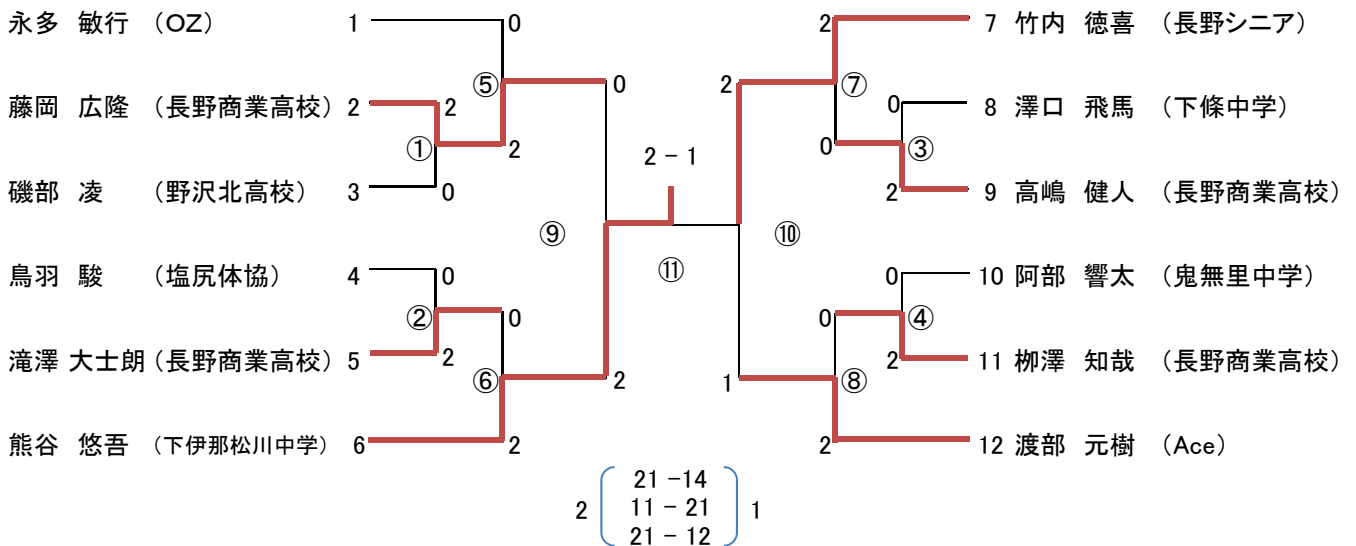 永多 敏行 （OZ） 1 0 2 7 竹内 徳喜 （長野シニア）
⑤ 0 2 ⑦
藤岡 広隆 （長野商業高校） 2 2 0 8 澤口 飛馬 （下條中学）
① 2 2 - 1 0 ③
磯部 凌 （野沢北高校） 3 0 2 9 高嶋 健人 （長野商業高校）
⑨ ⑩
鳥羽 駿 （塩尻体協） 4 0 ⑪ 0 10 阿部 響太 （鬼無里中学）
② 0 0 ④
滝澤 大士朗 （長野商業高校） 5 2 2 11 栁澤 知哉 （長野商業高校）
⑥ 2 1 ⑧
熊谷 悠吾 （下伊那松川中学） 6 2 2 12 渡部 元樹 （Ace）
21 -14
2 11 - 21 1
21 - 12